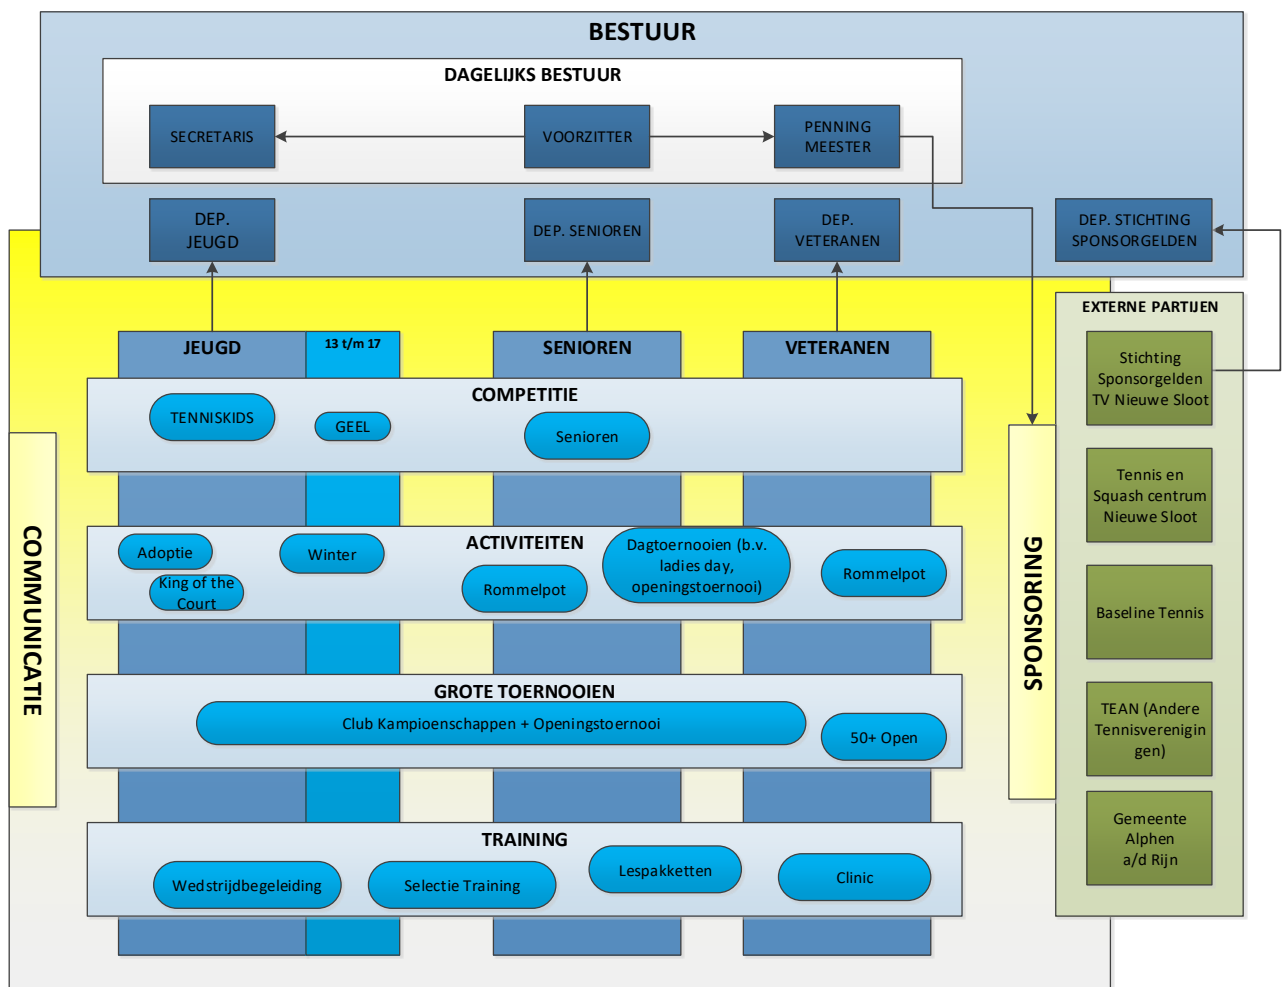 BESTUUR
DAGELIJKS BESTUUR
SECRETARIS
VOORZITTER
PENNING
MEESTER
DEP.
JEUGD
DEP. SENIOREN
DEP.
VETERANEN
DEP. STICHTING
SPONSORGELDEN
EXTERNE PARTIJEN
JEUGD
13 t/m 17
SENIOREN
VETERANEN
COMPETITIE
TENNISKIDS
GEEL
Senioren
ACTIVITEITEN
Adoptie
King of the
Court
Winter
Rommelpot
Dagtoernooien (b.v.
ladies day,
openingstoernooi)
Rommelpot
GROTE TOERNOOIEN
Club Kampioenschappen + Openingstoernooi
50+ Open
TRAINING
Wedstrijdbegeleiding
Selectie Training
Lespakketten
Clinic
COMMUNICATIE
SPONSORING
Stichting
Sponsorgelden
TV Nieuwe Sloot
Tennis en
Squash centrum
Nieuwe Sloot
Baseline Tennis
TEAN (Andere
Tennisverenigin
gen)
Gemeente
Alphen
a/d Rijn